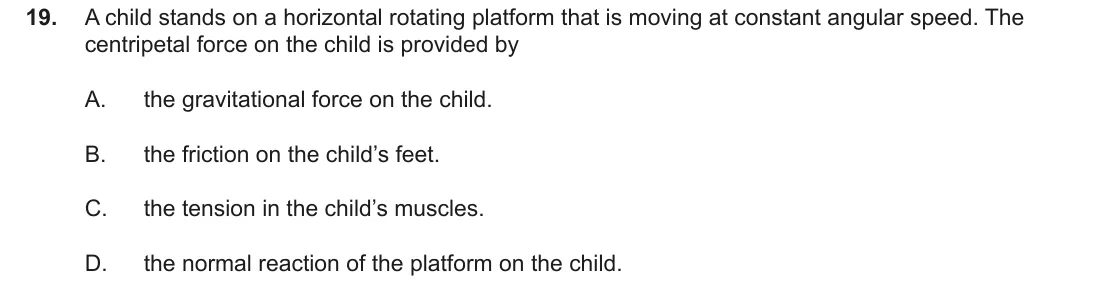 19. A child stands on a horizontal rotating platform that is moving at constant angular speed. The
centripetal force on the child is provided by
A. the gravitational force on the child.
B. the friction on the child’s feet.
C. the tension in the child’s muscles.
D. the normal reaction of the platform on the child.